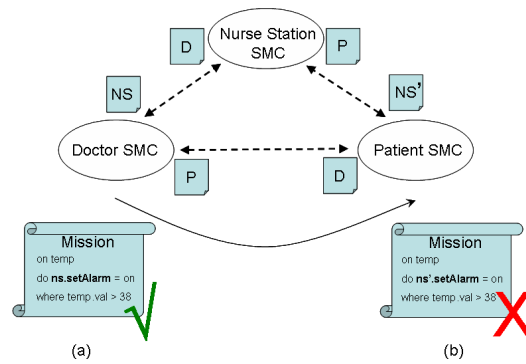 D
Nurse Station
SMC
P
NS
NS'
Doctor SMC
Patient SMC
P
D
Mission
on temp
do ns.setAlarm = on
where temp.val > 38
Mission
on temp
do ns'.setAlarm = on
where temp.val > 38
(a)
(b)